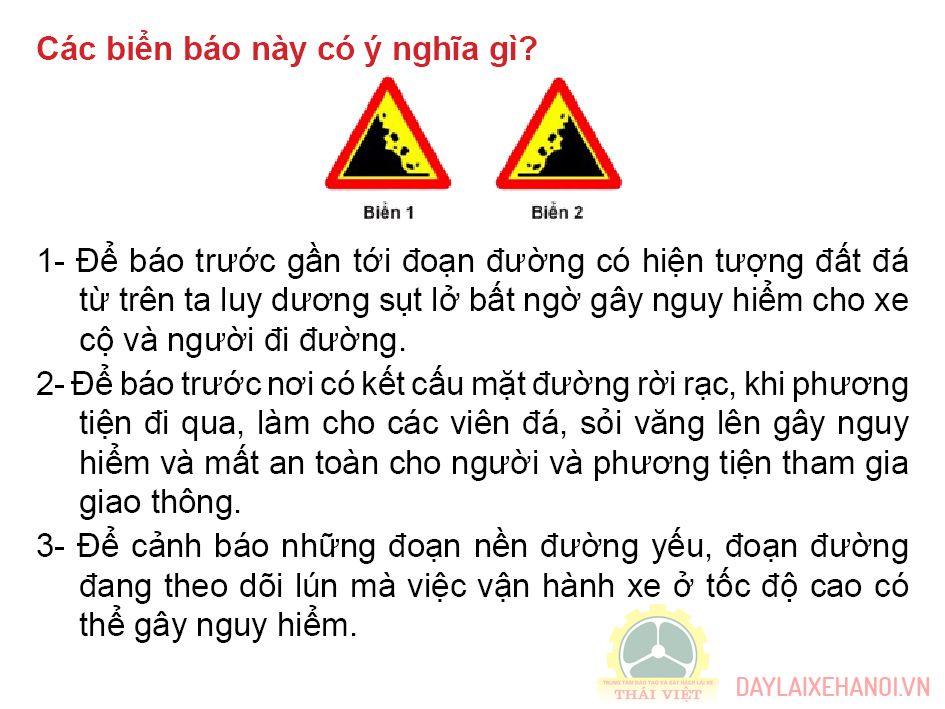 Các biển báo này có ý nghĩa gì?
Biển 1
Biển 2
1- Để báo trước gần tới đoạn đường có hiện tượng đất đá
từ trên ta luy dương sụt lở bất ngờ gây nguy hiểm cho xe
cộ và người đi đường.
2- Để báo trước nơi có kết cấu mặt đường rời rạc, khi phương
tiện đi qua, làm cho các viên đá, sỏi văng lên gây nguy
hiểm và mất an toàn cho người và phương tiện tham gia
giao thông.
3- Để cảnh báo những đoạn nền đường yếu, đoạn đường
đang theo dõi lún mà việc vận hành xe ở tốc độ cao có
thể gây nguy hiểm.
TRUNG TÂM ĐÀO TẠO VÀ SÁT HẠCH LÁI XE
THÁI VIỆT
DAYLAIXEHANOI.VN